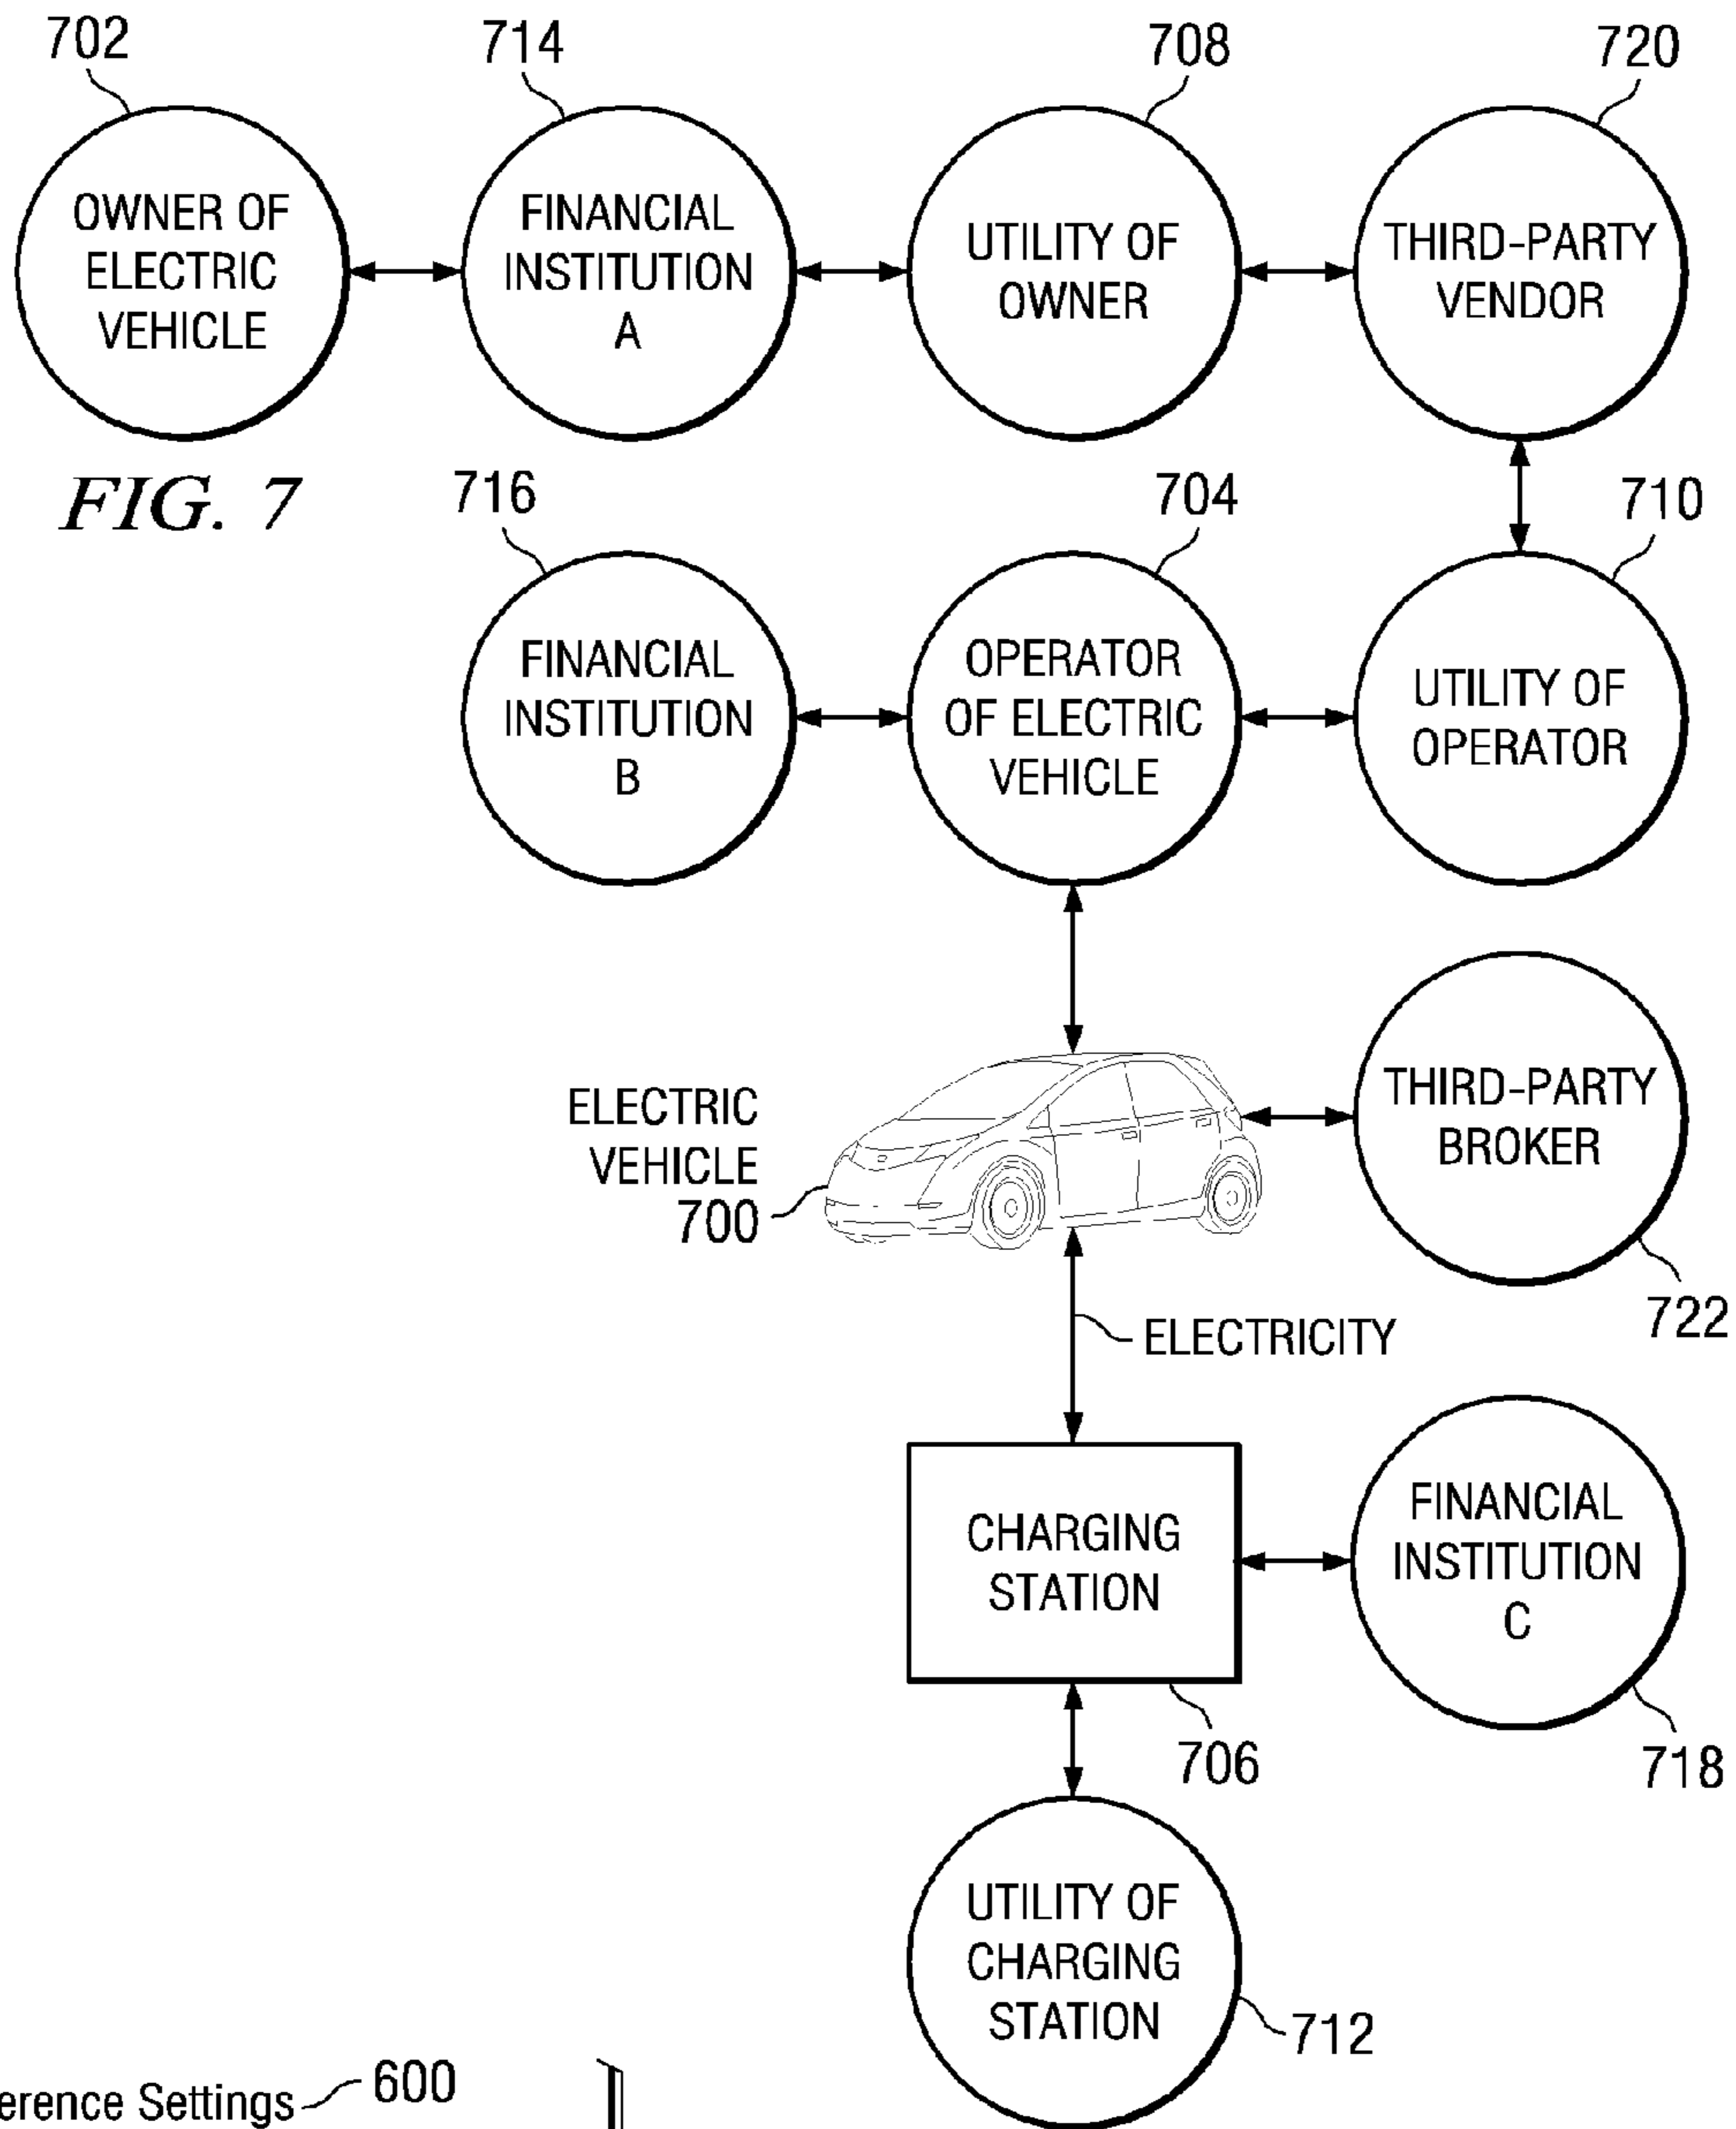 702
714
708
720
OWNER OF
ELECTRIC
VEHICLE
FINANCIAL
INSTITUTION
A
UTILITY OF
OWNER
THIRD-PARTY
VENDOR
FIG. 7
716
704
710
FINANCIAL
INSTITUTION
B
OPERATOR
OF ELECTRIC
VEHICLE
UTILITY OF
OPERATOR
ELECTRIC
VEHICLE
700
THIRD-PARTY
BROKER
722
ELECTRICITY
CHARGING
STATION
706
FINANCIAL
INSTITUTION
C
718
UTILITY OF
CHARGING
STATION
712
erence Settings 600